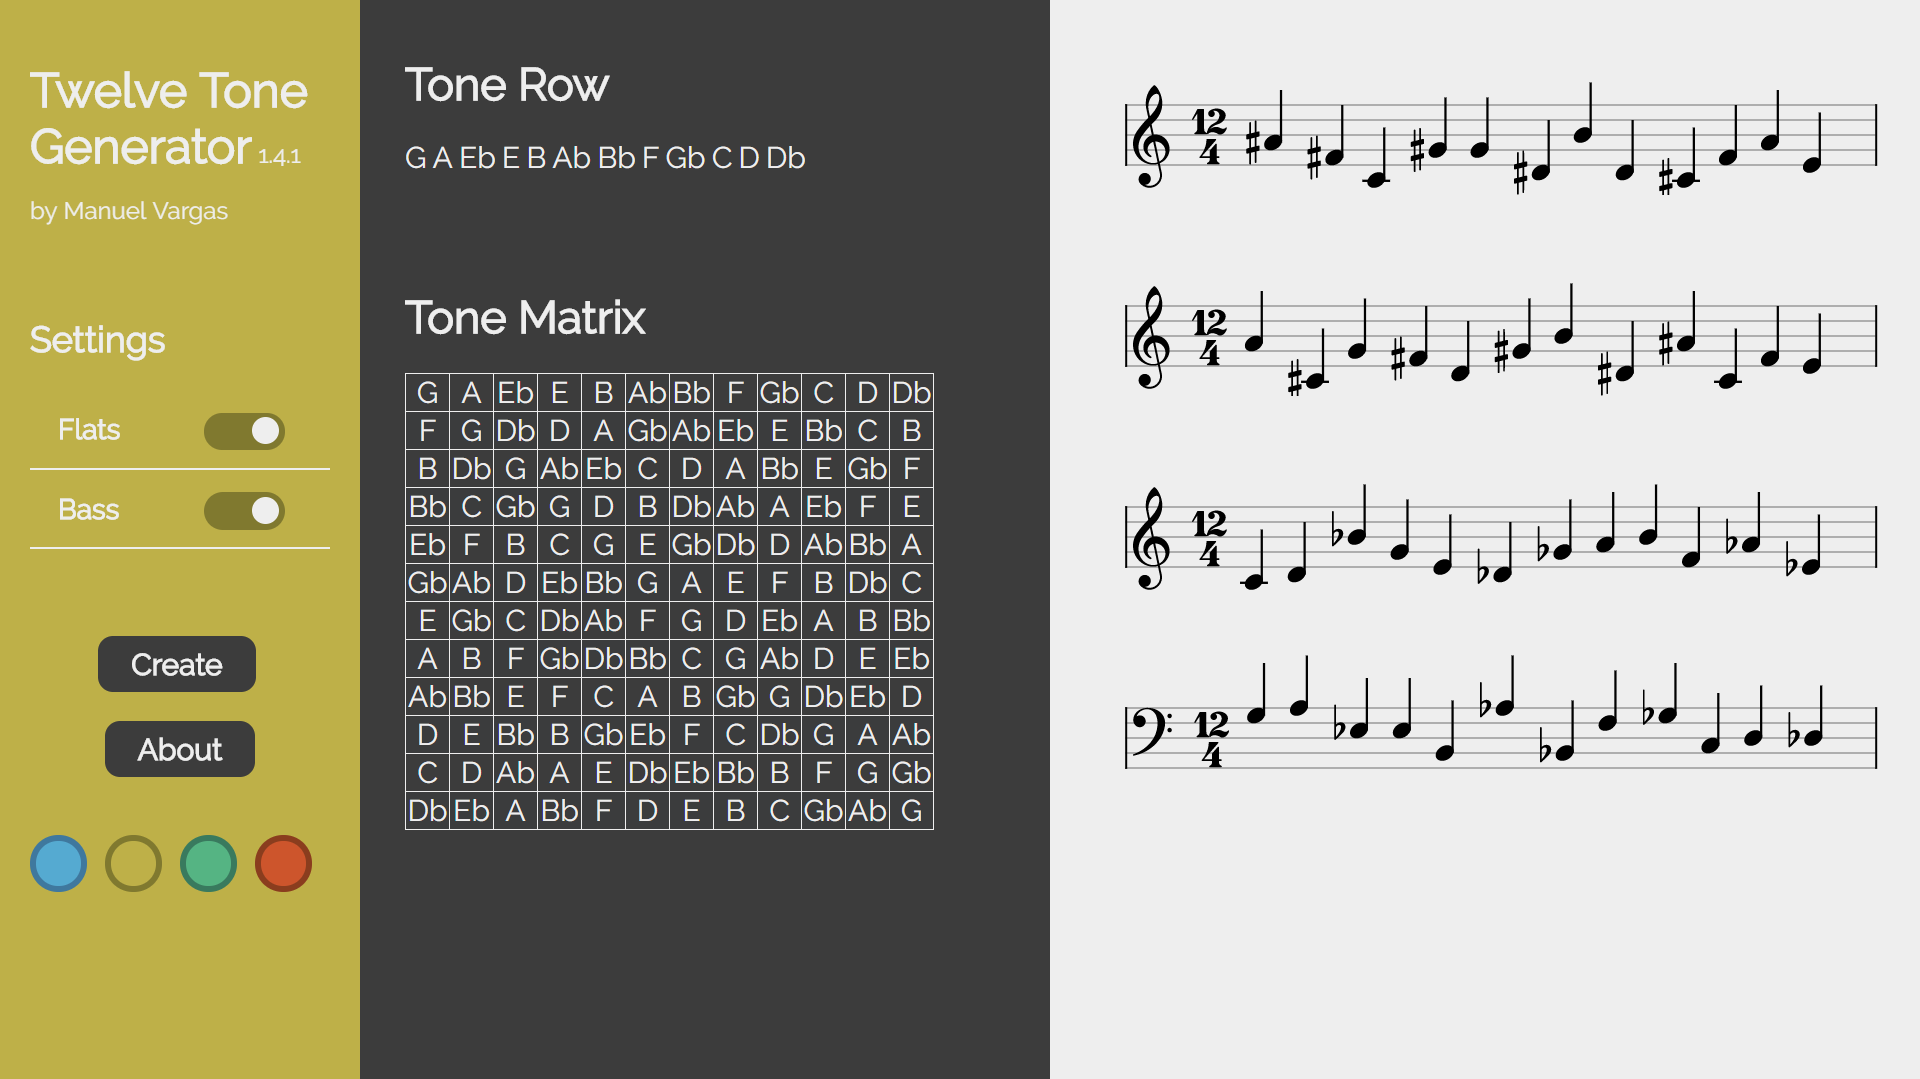 Twelve Tone
Generator 1.4.1
by Manuel Vargas
Settings
Flats
Bass
Create
About
Tone Row
G A Eb E B Ab Bb F Gb C D Db
Tone Matrix
G A Eb E B Ab Bb F Gb C D Db
F G Db D A Gb Ab Eb E Bb C B
B Db G Ab Eb C D A Bb E Gb F
Bb C Gb G D B Db Ab A Eb F E
Eb F B C G E Gb Db D Ab Bb A
Gb Ab D Eb Bb G A E F B Db C
E Gb C Db Ab F G D Eb A B Bb
A B F Gb Db Bb C G Ab D E Eb
Ab Bb E F C A B Gb G Db Eb D
D E Bb B Gb Eb F C Db G A Ab
C D Ab A E Db Eb Bb B F G Gb
Db Eb A Bb F D E B C Gb Ab G
12
4
12
4
12
4
12
4